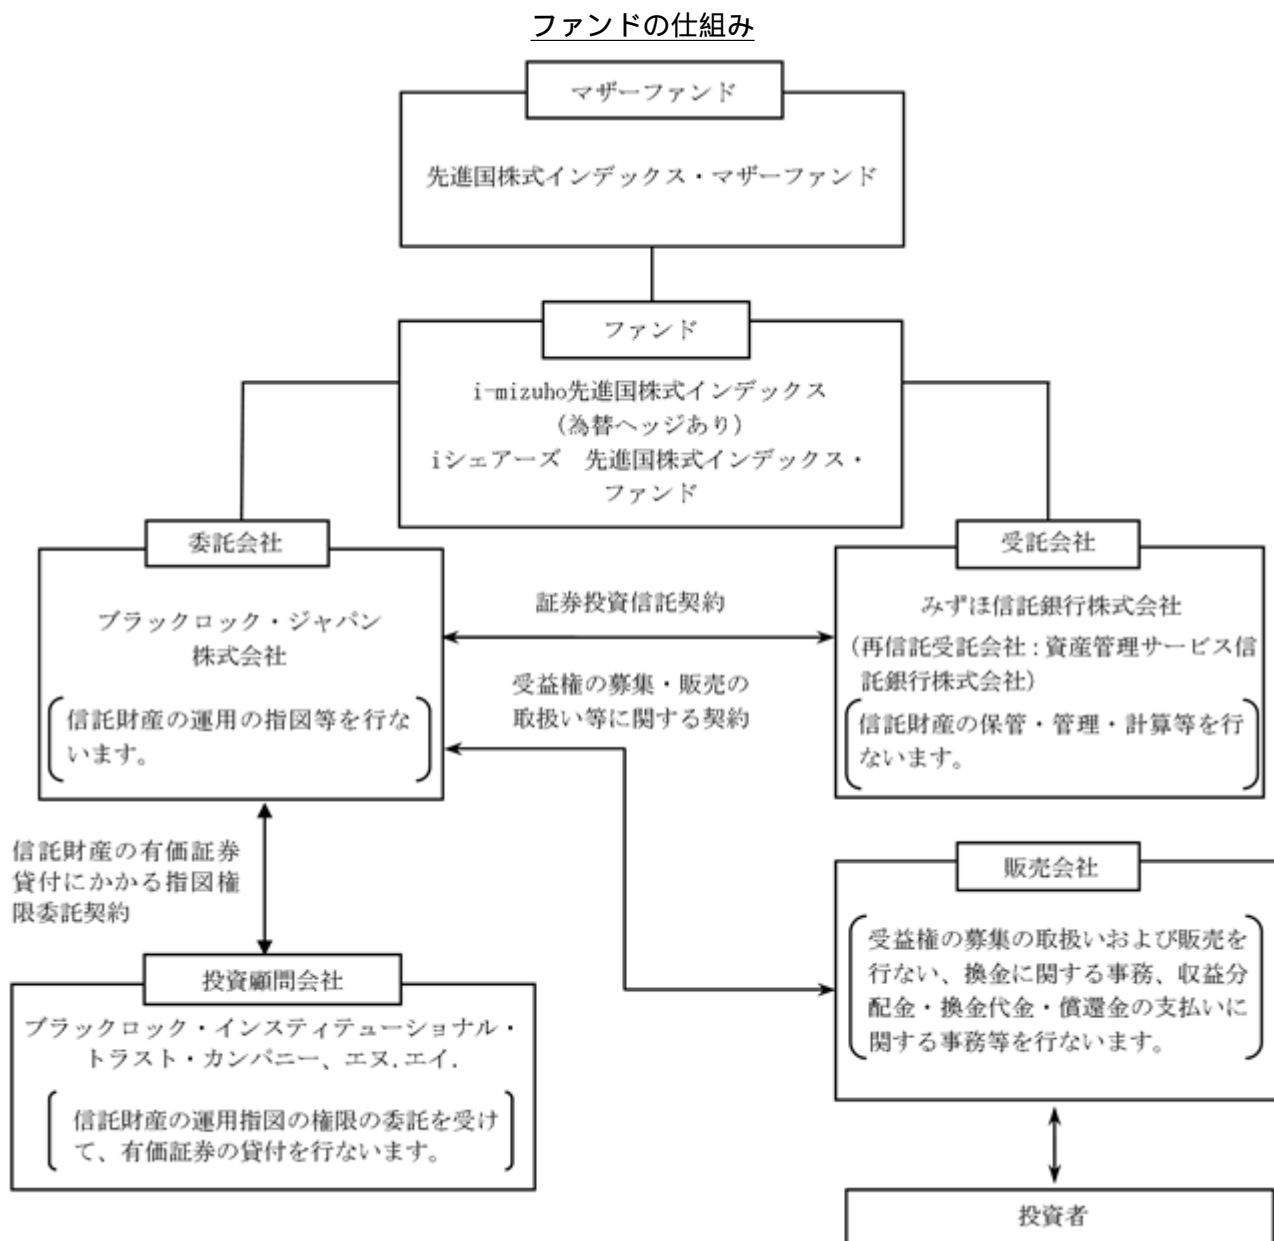 ファンドの仕組み
マザーファンド
先進国株式インデックス・マザーファンド
ファンド
i-mizuho先進国株式インデックス
（為替ヘッジあり）
iシェアーズ　先進国株式インデックス・
ファンド
委託会社
ブラックロック・ジャパン
株式会社
信託財産の運用の指図等を行な
います。
証券投資信託契約
受益権の募集・販売の
取扱い等に関する契約
受託会社
みずほ信託銀行株式会社
（再信託受託会社：資産管理サービス信
託銀行株式会社）
信託財産の保管・管理・計算等を行
ないます。
信託財産の有価証券
貸付にかかる指図権
限委託契約
投資顧問会社
ブラックロック・インスティテューショナル・
トラスト・カンパニー、エヌ.エイ.
信託財産の運用指図の権限の委託を受け
て、有価証券の貸付を行ないます。
販売会社
受益権の募集の取扱いおよび販売を
行ない、換金に関する事務、収益分
配金・換金代金・償還金の支払いに
関する事務等を行ないます。
投資者